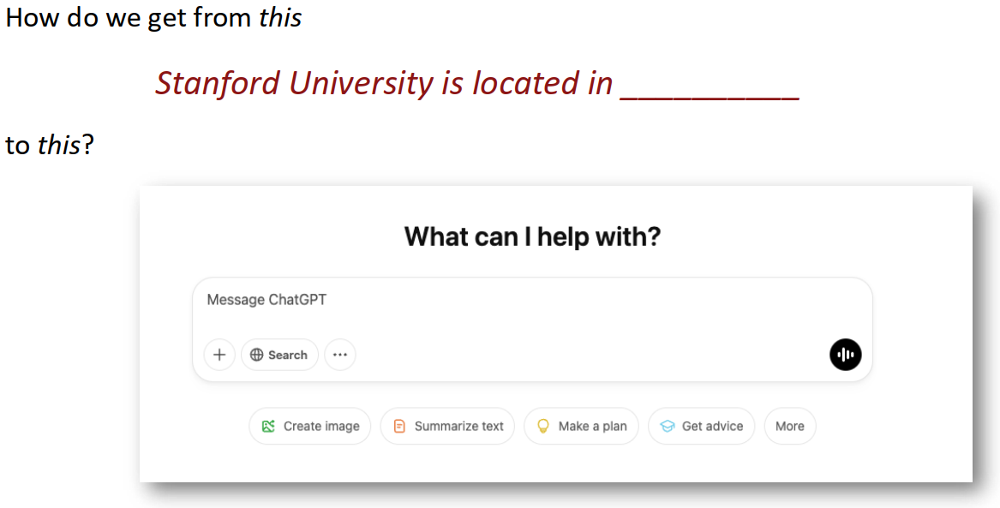 How do we get from this
Stanford University is located in __________
to this?
What can I help with?
Message ChatGPT
Search
Create image Summarize text Make a plan Get advice More